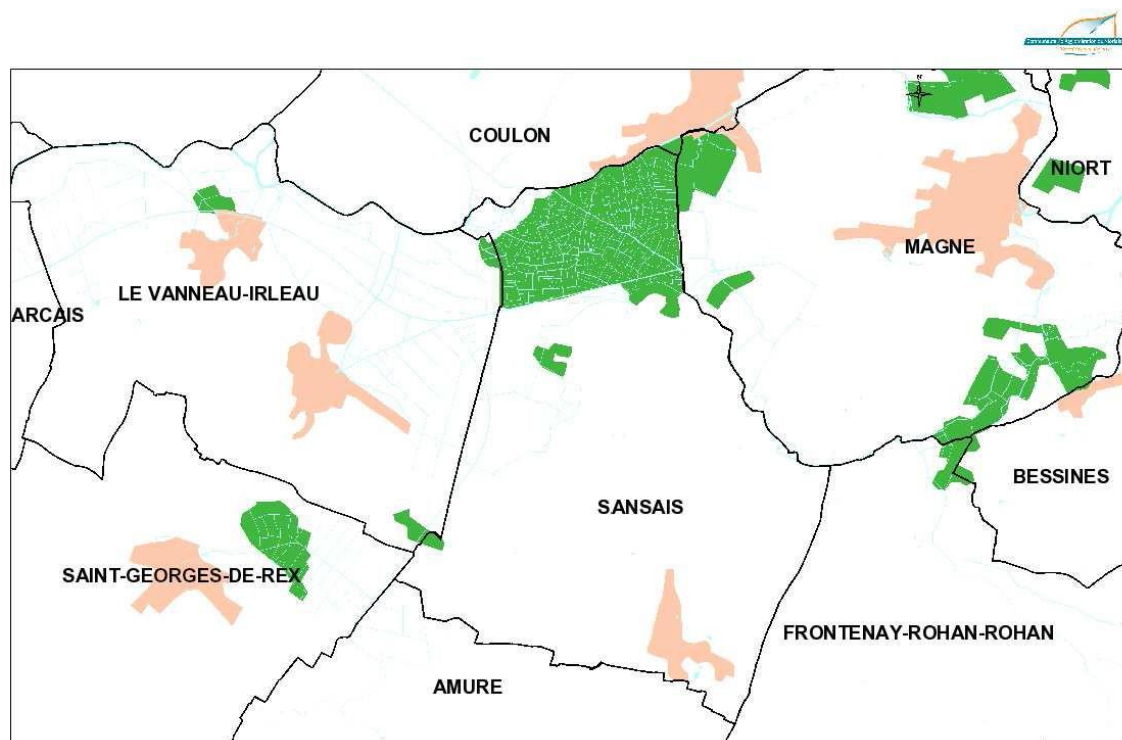 COULON
NIORT
MAGNE
LE VANNEAU-IRLEAU
ARCAIS
BESSINES
SANSAIS
SAINT-GEORGES-DE-REX
FRONTENAY-ROHAN-ROHAN
AMURE